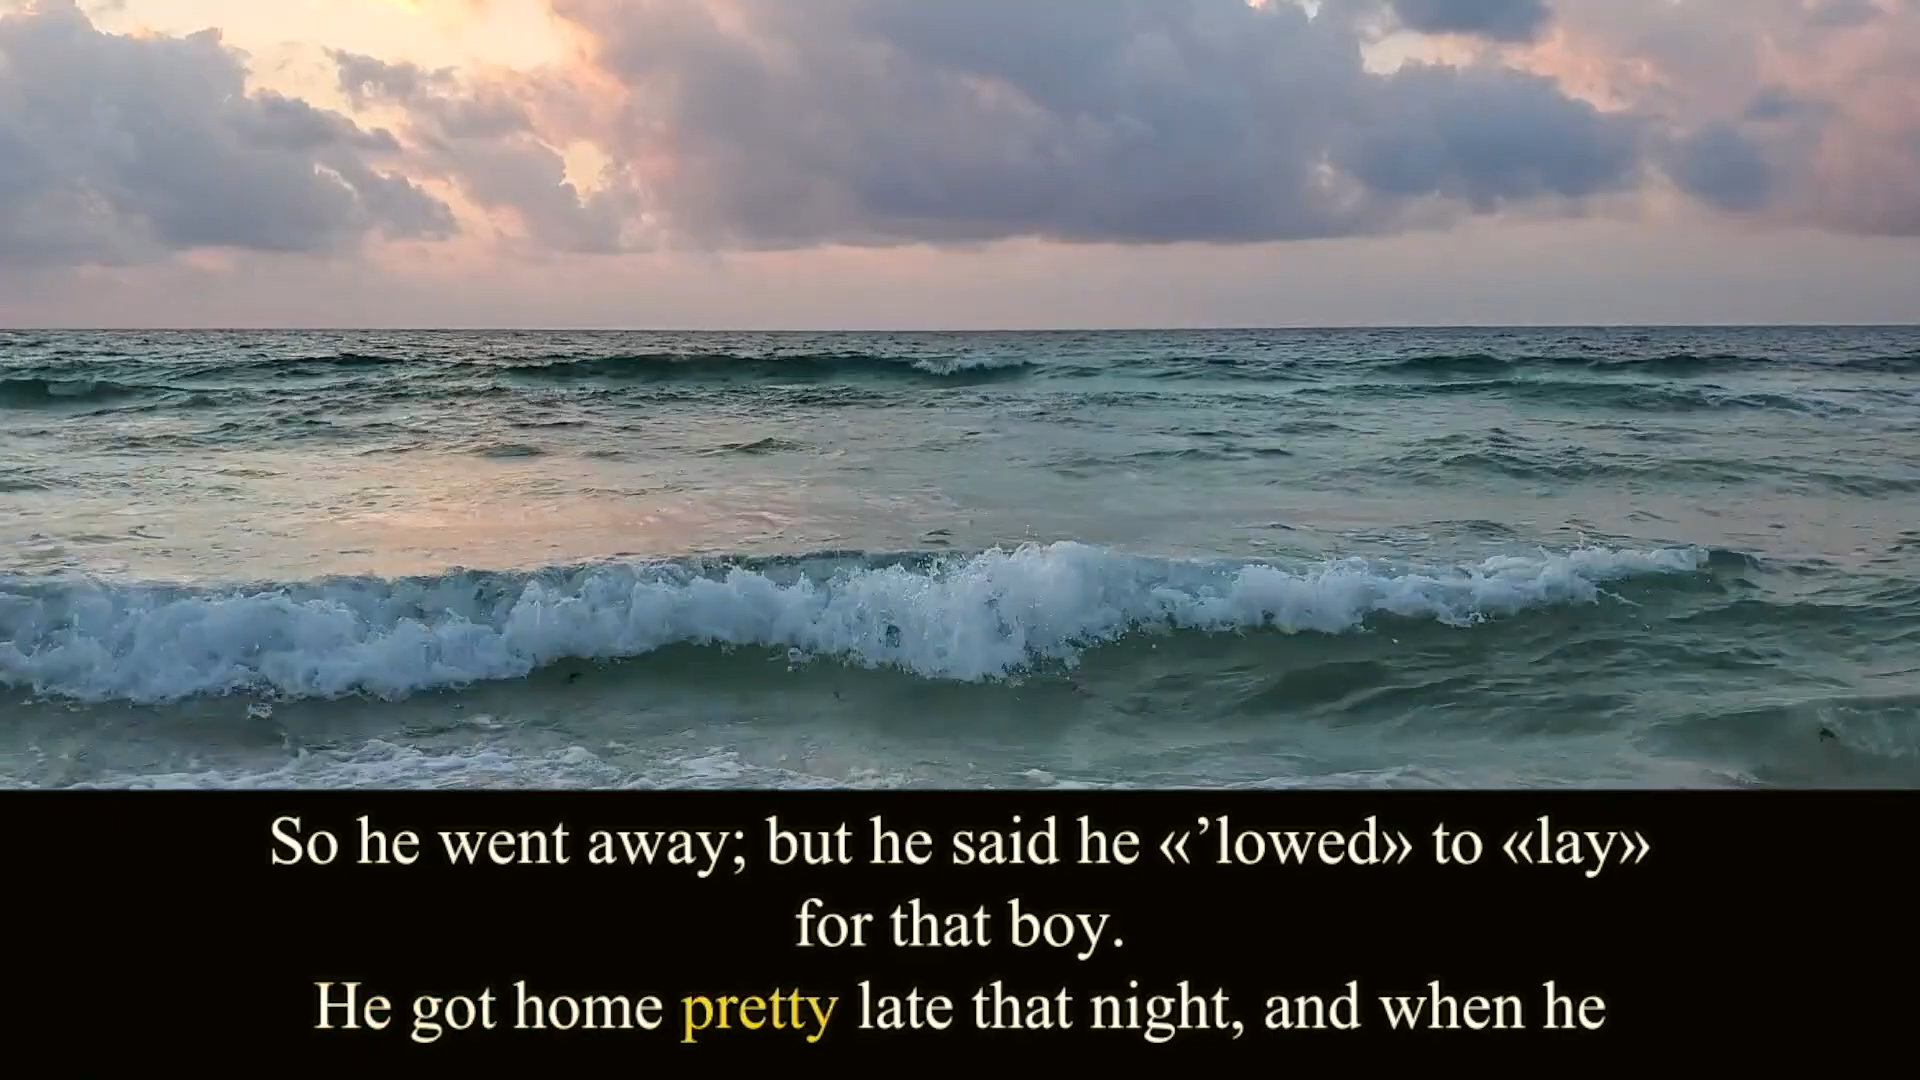 So he went away; but he said he «’lowed» to «lay»
for that boy.
He got home pretty late that night, and when he